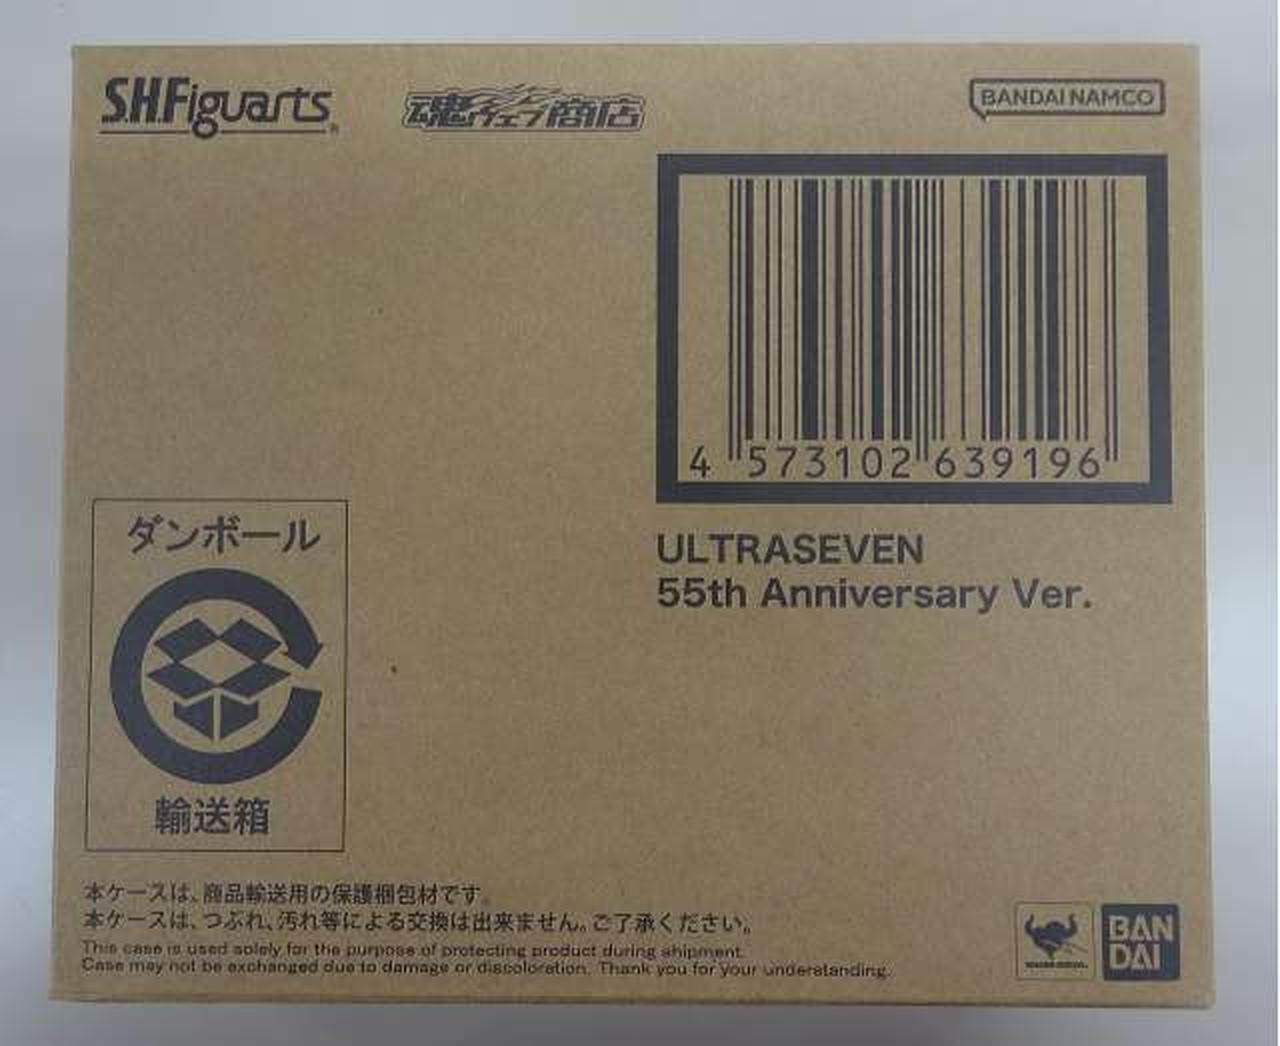 S.H.Figuarts
魂ウェブ商店
BANDAI NAMCO
4 573102 639196
ULTRASEVEN
55th Anniversary Ver.
ダンボール
輸送箱
本ケースは、商品輸送用の保護梱包材です。
本ケースは、つぶれ、汚れ等による交換は出来ません。ご了承ください。
This case is used solely for the purpose of protecting product during shipment.
Case may not be exchanged due to damage or discoloration. Thank you for your understanding.
BAN
DAI